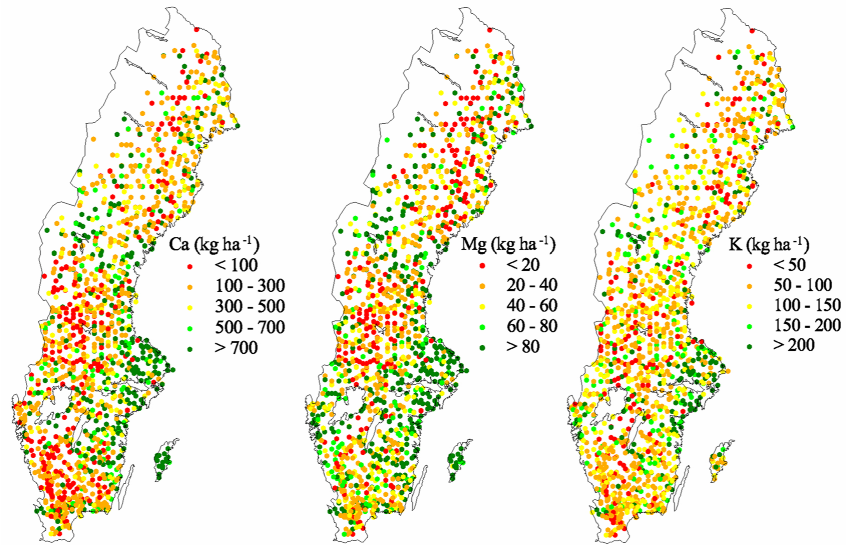 Ca (kg ha⁻¹)
< 100
100 - 300
300 - 500
500 - 700
> 700
Mg (kg ha⁻¹)
< 20
20 - 40
40 - 60
60 - 80
> 80
K (kg ha⁻¹)
< 50
50 - 100
100 - 150
150 - 200
> 200